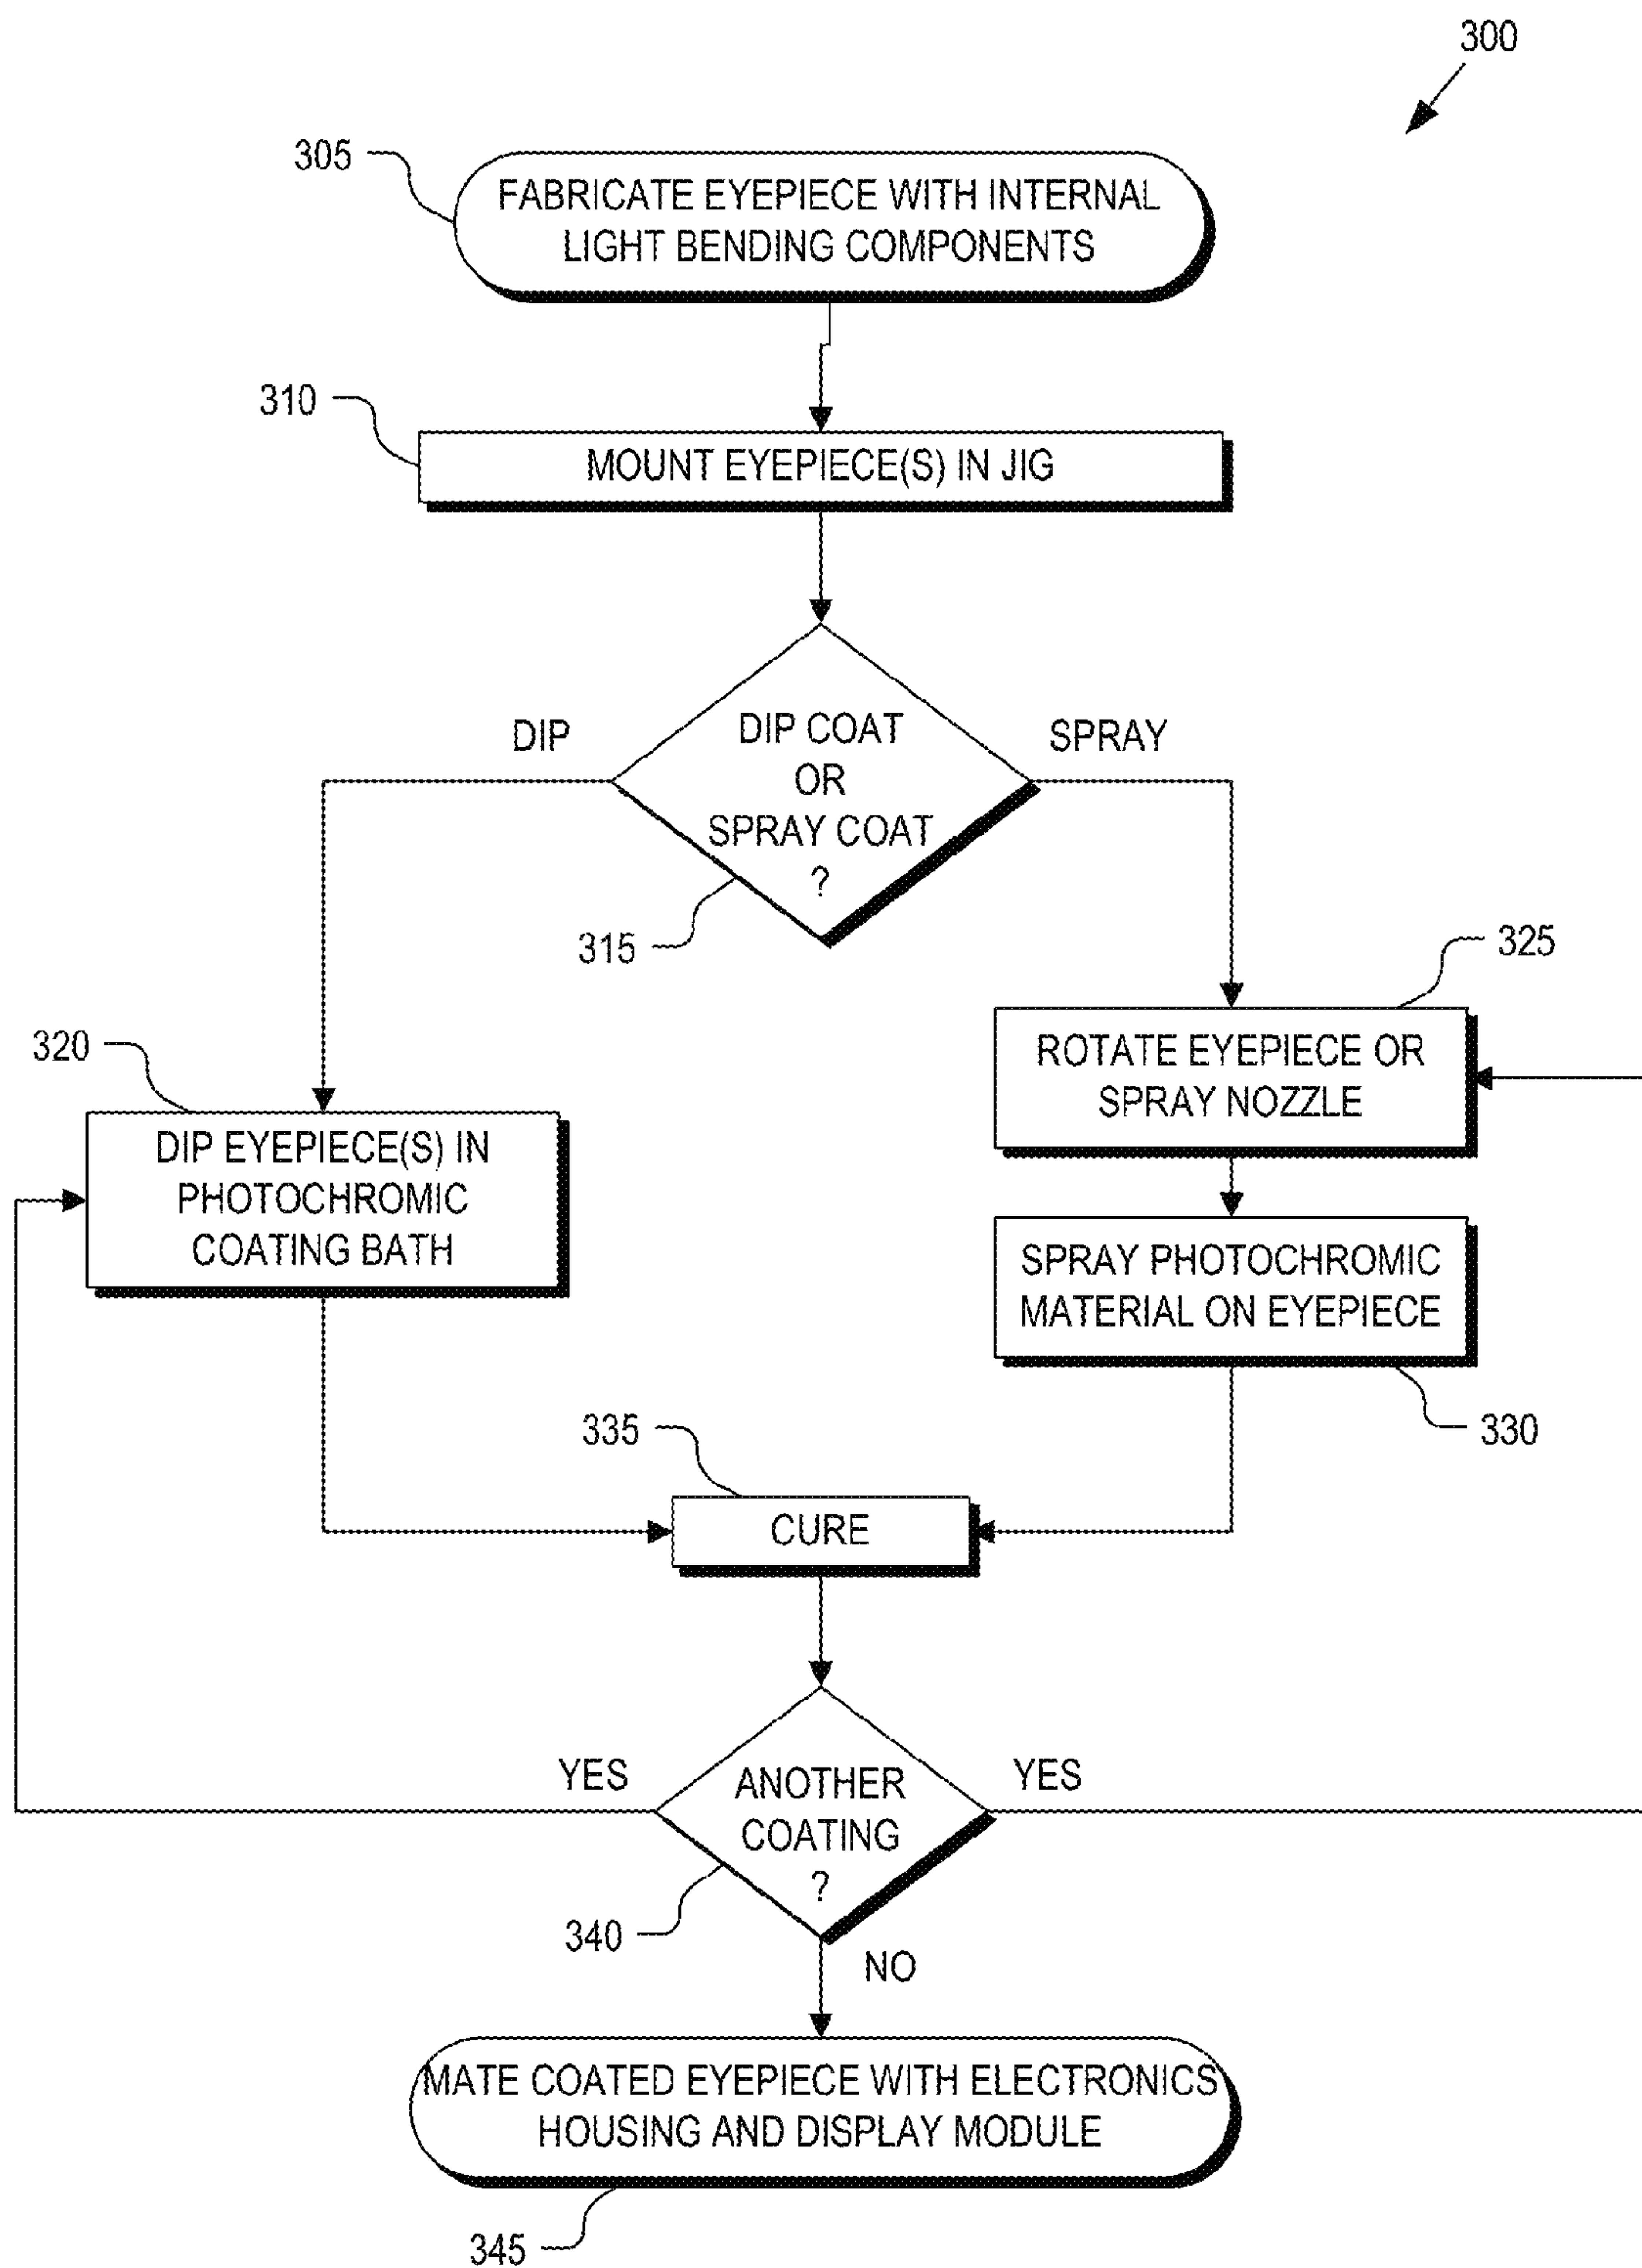 300
305
FABRICATE EYEPIECE WITH INTERNAL
LIGHT BENDING COMPONENTS
310
MOUNT EYEPIECE(S) IN JIG
DIP
DIP COAT
OR
SPRAY COAT
?
SPRAY
315
320
DIP EYEPIECE(S) IN
PHOTOCHROMIC
COATING BATH
325
ROTATE EYEPIECE OR
SPRAY NOZZLE
SPRAY PHOTOCHROMIC
MATERIAL ON EYEPIECE
330
335
CURE
YES
ANOTHER
COATING
?
YES
340
NO
MATE COATED EYEPIECE WITH ELECTRONICS
HOUSING AND DISPLAY MODULE
345